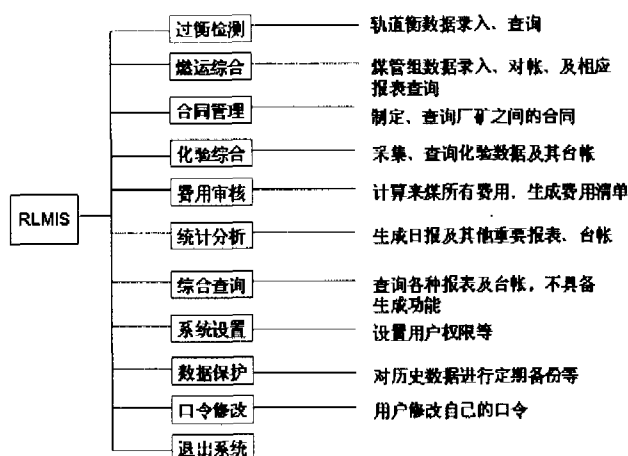 过衡检测
轨道衡数据录入、查询
燃运综合
煤管组数据录入、对帐、及相应
报表查询
合同管理
制定、查询厂矿之间的合同
化验综合
采集、查询化验数据及其台帐
RLMIS
费用审核
计算来煤所有费用，生成费用清单
统计分析
生成日报及其他重要报表、台帐
综合查询
查询各种报表及台帐，不具备
生成功能
系统设置
设置用户权限等
数据保护
对历史数据进行定期备份等
口令修改
用户修改自己的口令
退出系统